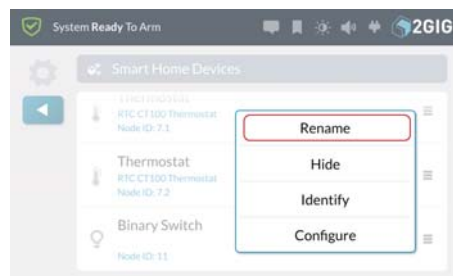 System Ready To Arm
2GIG
Smart Home Devices
Thermostat
RTC CT100 Thermostat
Node ID: 7.1
Thermostat
RTC CT100 Thermostat
Node ID: 7.2
Binary Switch
Node ID: 11
Rename
Hide
Identify
Configure